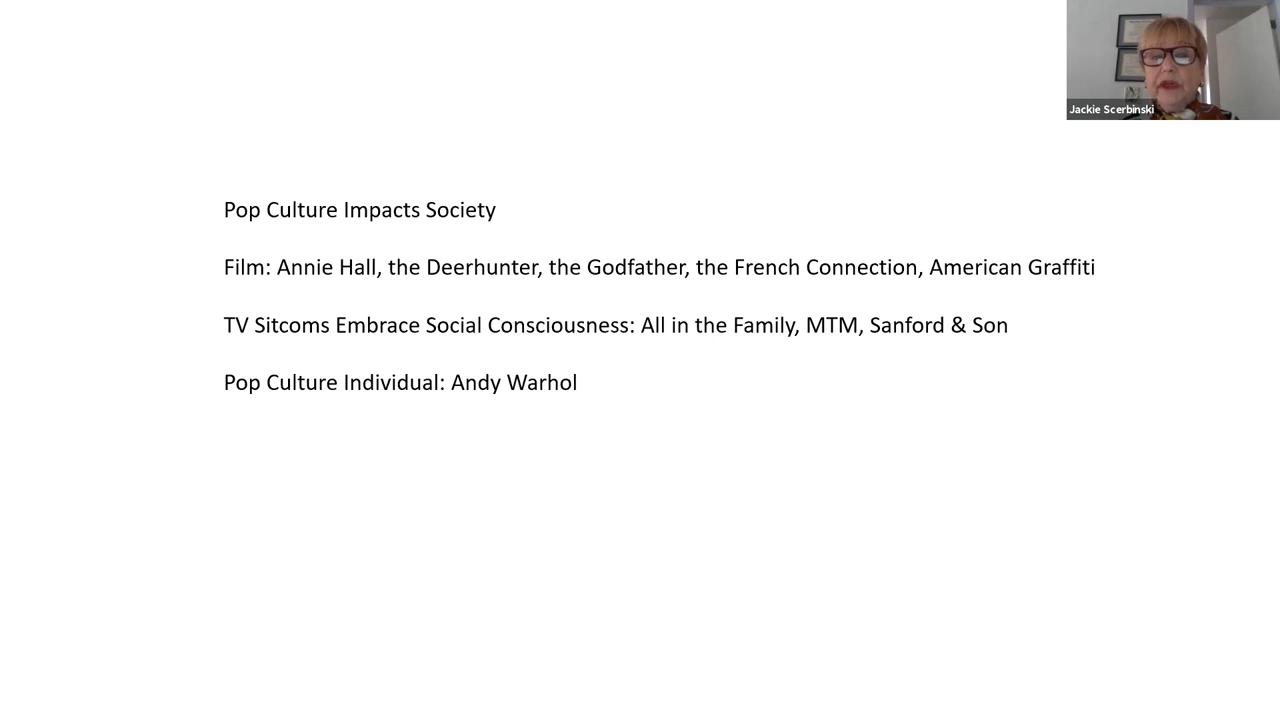 Jackie Scerbinski
Pop Culture Impacts Society
Film: Annie Hall, the Deerhunter, the Godfather, the French Connection, American Graffiti
TV Sitcoms Embrace Social Consciousness: All in the Family, MTM, Sanford & Son
Pop Culture Individual: Andy Warhol